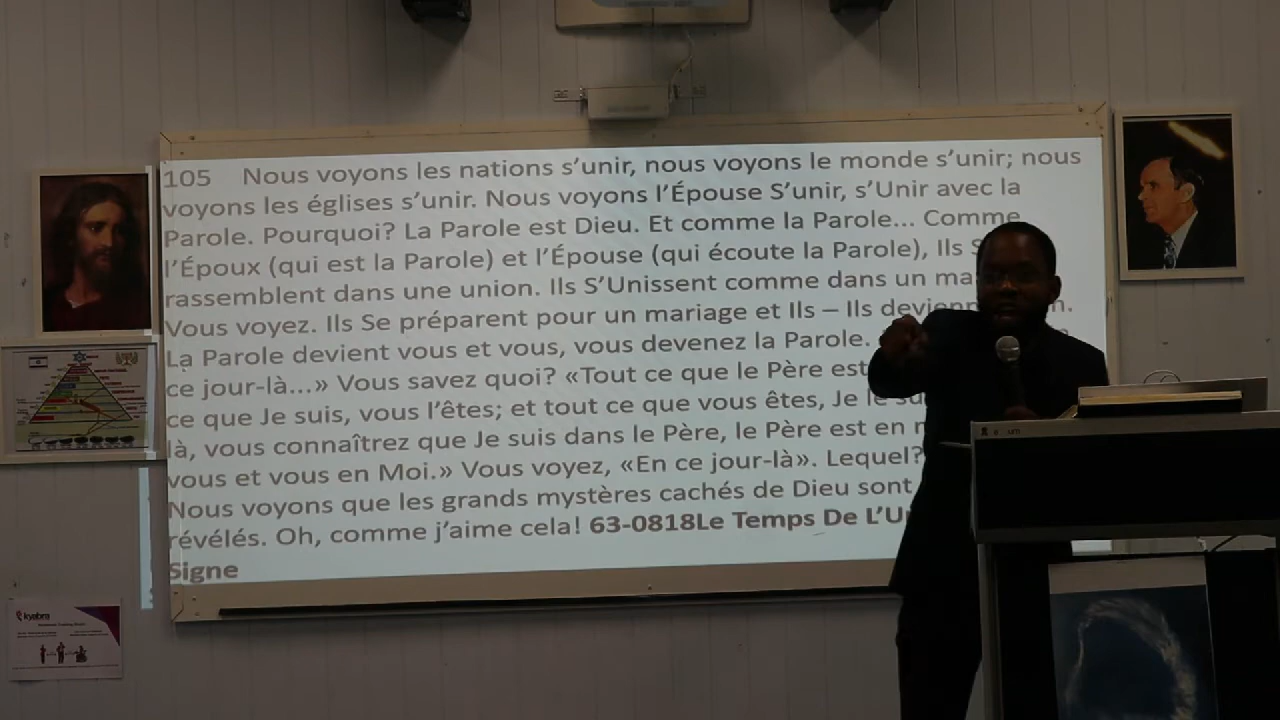 105 Nous voyons les nations s’unir, nous voyons le monde s’unir; nous
voyons les églises s’unir. Nous voyons l’Épouse S’unir, s’Unir avec la
Parole. Pourquoi? La Parole est Dieu. Et comme la Parole... Comme
l’Époux (qui est la Parole) et l’Épouse (qui écoute la Parole), Ils
rassemblent dans une union. Ils S’Unissent comme dans un
Vous voyez. Ils Se préparent pour un mariage et Ils – Ils
La Parole devient vous et vous, vous devenez la Parole.
ce jour-là...» Vous savez quoi? «Tout ce que le Père est
ce que Je suis, vous l’êtes; et tout ce que vous êtes, Je le
là, vous connaîtrez que Je suis dans le Père, le Père est en
vous et vous en Moi.» Vous voyez, «En ce jour-là». Lequel?
Nous voyons que les grands mystères cachés de Dieu sont
révélés. Oh, comme j’aime cela! 63-0818Le Temps De L’U
Signe
kyabra